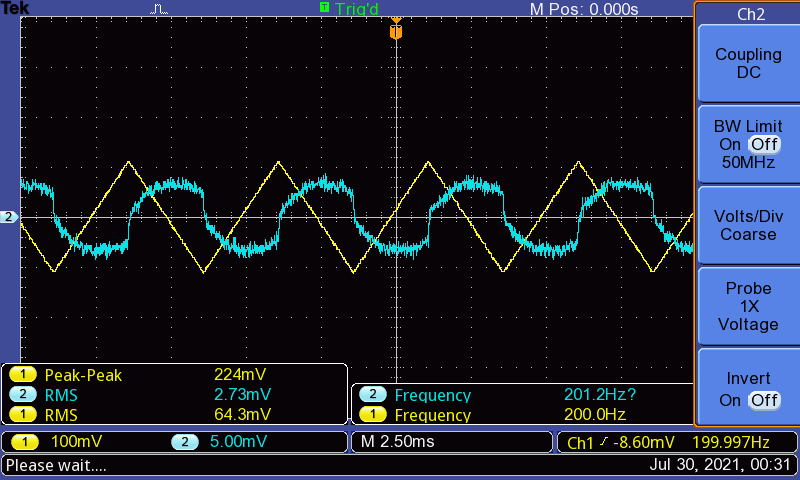 Tek T Trig'd M Pos: 0.000s
T
Ch2
Coupling
DC
BW Limit
On Off
50MHz
2
Volts/Div
Coarse
Probe
1X
Voltage
Invert
On Off
1 Peak-Peak 224mV
2 RMS 2.73mV
1 RMS 64.3mV
2 Frequency 201.2Hz?
1 Frequency 200.0Hz
1 100mV 2 5.00mV M 2.50ms Ch1 -8.60mV 199.997Hz
Please wait.... Jul 30, 2021, 00:31